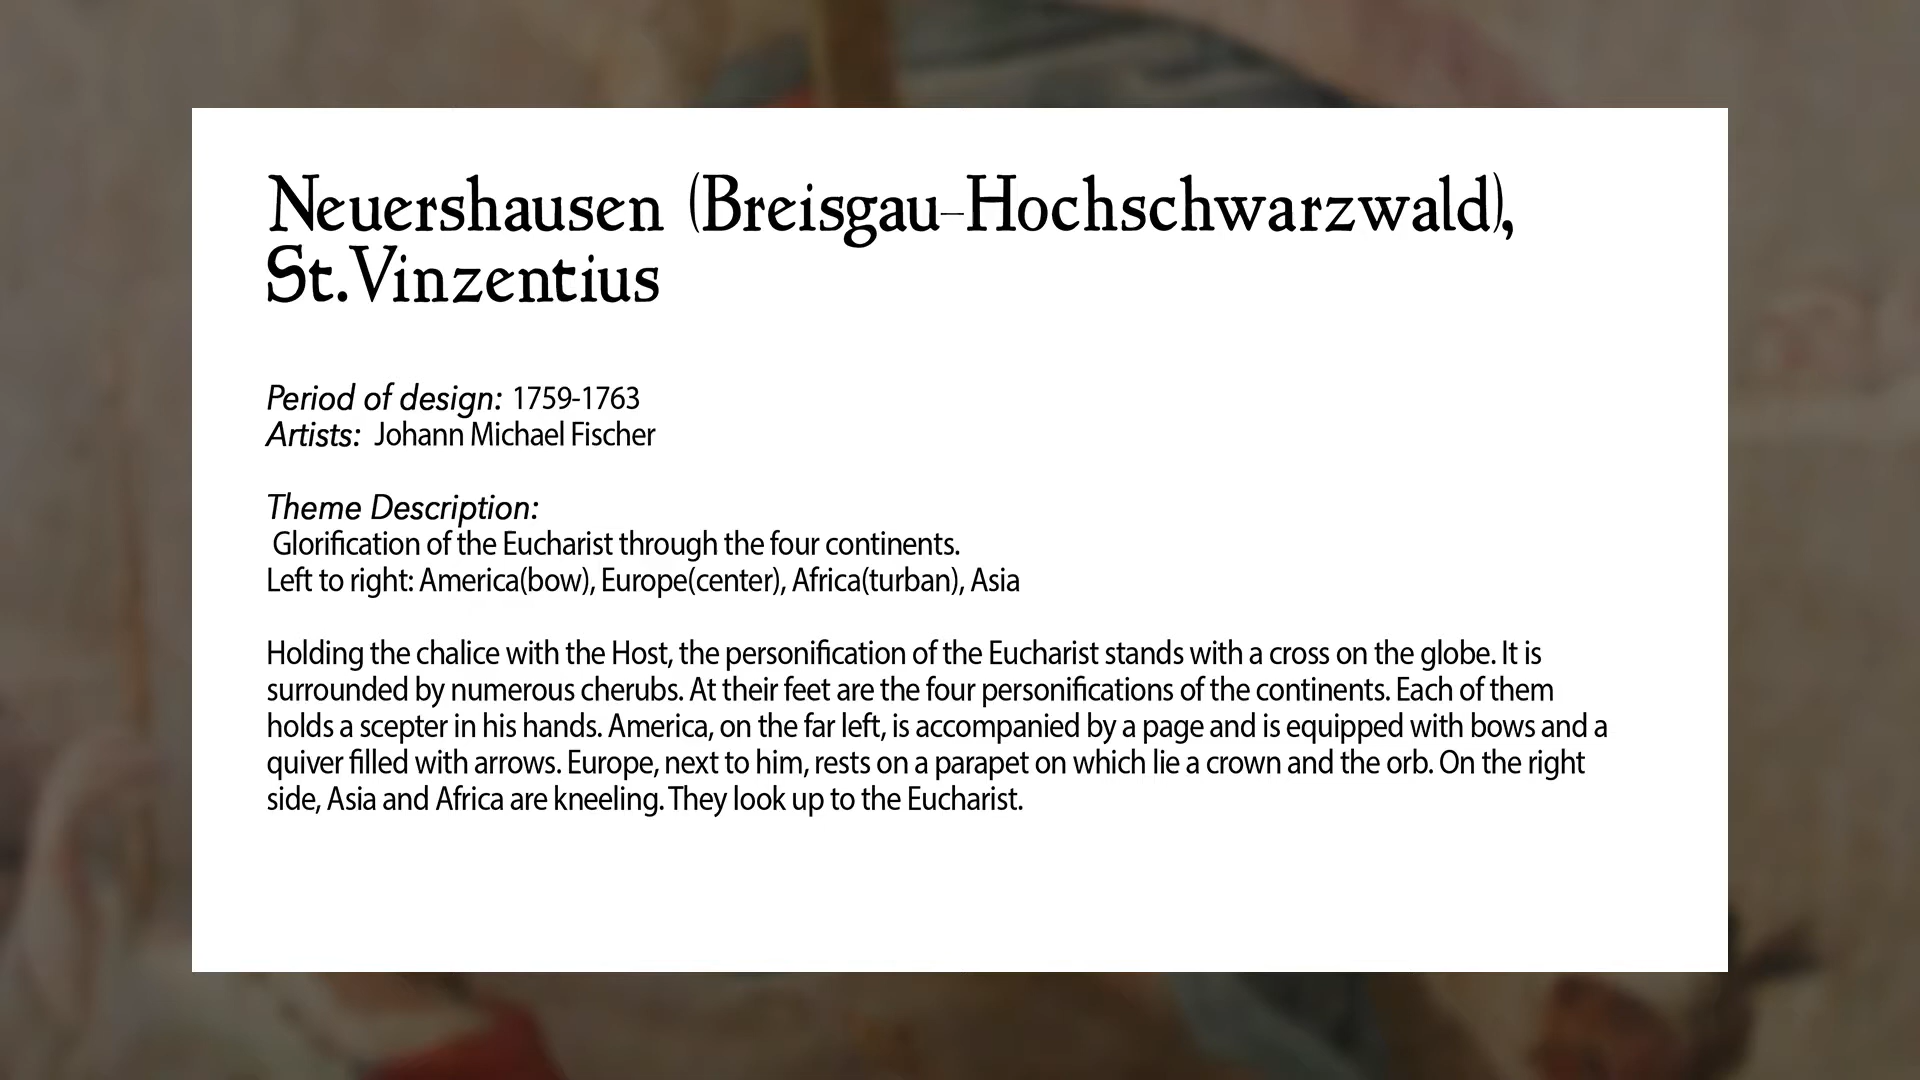 Neuershausen (Breisgau-Hochschwarzwald),
St.Vinzentius
Period of design: 1759-1763
Artists: Johann Michael Fischer
Theme Description:
Glorification of the Eucharist through the four continents.
Left to right: America(bow), Europe(center), Africa(turban), Asia
Holding the chalice with the Host, the personification of the Eucharist stands with a cross on the globe. It is
surrounded by numerous cherubs. At their feet are the four personifications of the continents. Each of them
holds a scepter in his hands. America, on the far left, is accompanied by a page and is equipped with bows and a
quiver filled with arrows. Europe, next to him, rests on a parapet on which lie a crown and the orb. On the right
side, Asia and Africa are kneeling. They look up to the Eucharist.